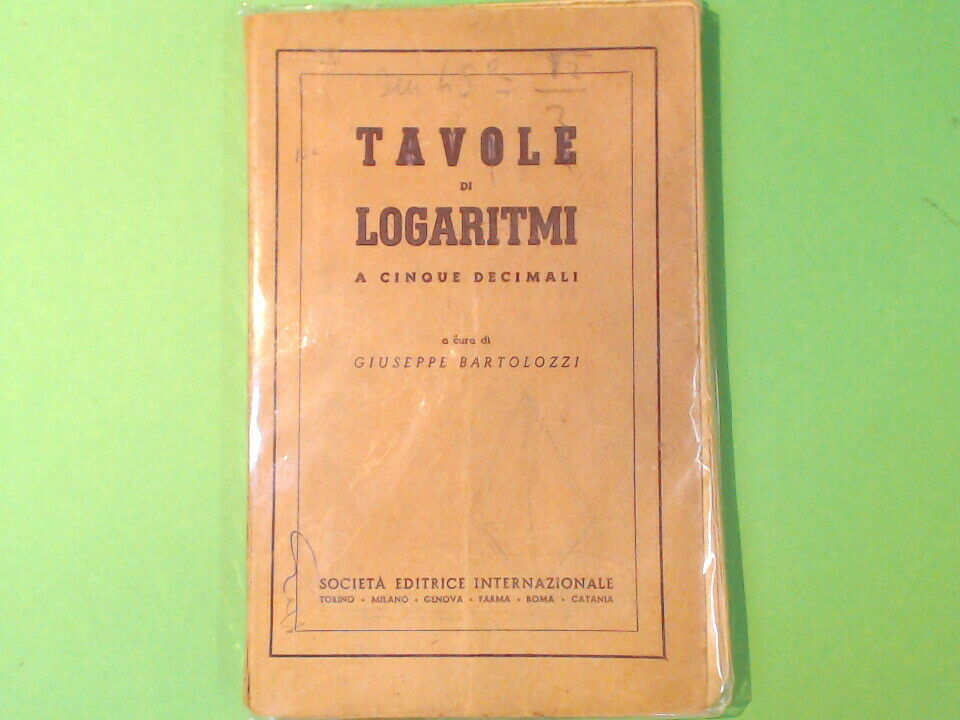 TAVOLE
DI
LOGARITMI
A CINQUE DECIMALI
a cura di
GIUSEPPE BARTOLOZZI
SOCIETÀ EDITRICE INTERNAZIONALE
TORINO • MILANO • GENOVA • PARMA • ROMA • CATANIA